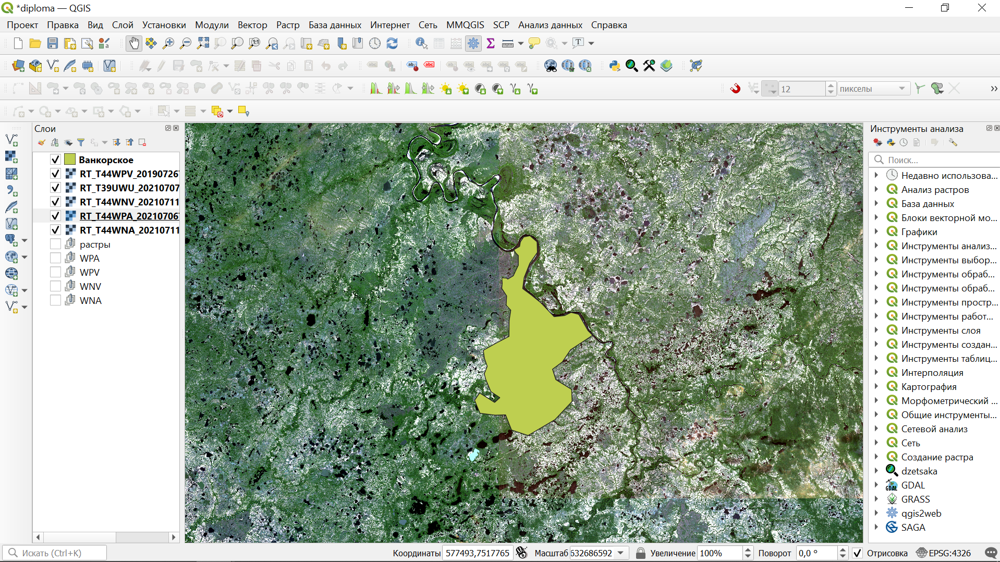 *diploma — QGIS
Проект Правка Вид Слой Установки Модули Вектор Растр База данных Интернет Сеть MMQGIS SCP Анализ данных Справка
12 пикселы
Слои
Ванкорское
RT_T44WPV_20190726
RT_T39UWU_20210707
RT_T44WNV_20210711
RT_T44WPA_20210706
RT_T44WNA_20210711
растры
WPA
WPV
WNV
WNA
Инструменты анализа
Поиск...
Недавно использова...
Анализ растров
База данных
Блоки векторной мо...
Графики
Инструменты анализ...
Инструменты выбор...
Инструменты обраб...
Инструменты обраб...
Инструменты простр...
Инструменты работ...
Инструменты слоя
Инструменты создан...
Инструменты таблиц...
Интерполяция
Картография
Морфометрический ...
Общие инструменты...
Сетевой анализ
Сеть
Создание растра
dzetsaka
GDAL
GRASS
qgis2web
SAGA
Искать (Ctrl+K) Координаты 577493,7517765 Масштаб 632686592 Увеличение 100% Поворот 0,0 ° Отрисовка EPSG:4326